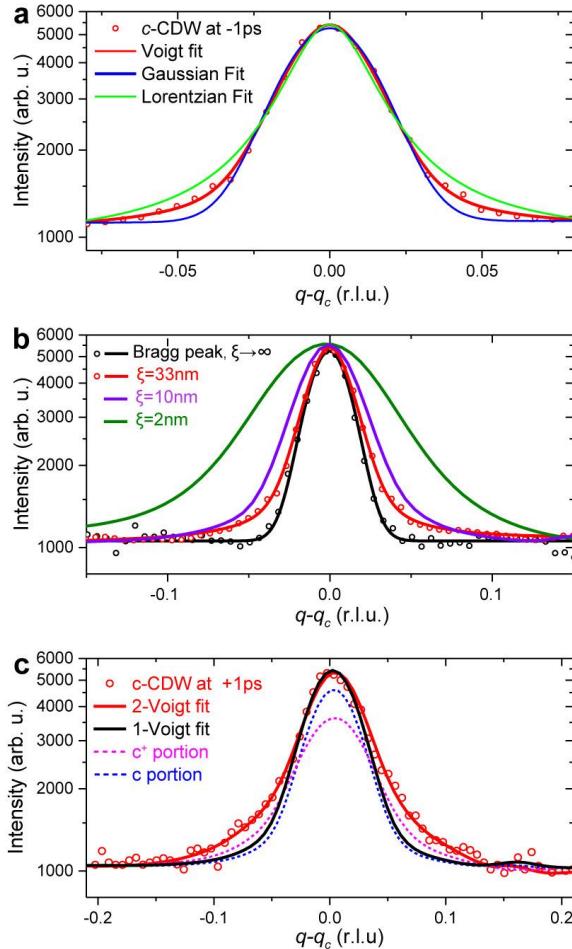 a
6000
5000
4000
3000
2000
1000
Intensity (arb. u.)
c-CDW at -1ps
Voigt fit
Gaussian Fit
Lorentzian Fit
-0.05
0.00
0.05
q-qc (r.l.u.)
b
6000
5000
4000
3000
2000
1000
Intensity (arb. u.)
Bragg peak, ξ→∞
ξ=33nm
ξ=10nm
ξ=2nm
-0.1
0.0
0.1
q-qc (r.l.u.)
c
6000
5000
4000
3000
2000
1000
Intensity (arb. u.)
c-CDW at +1ps
2-Voigt fit
1-Voigt fit
c⁺ portion
c portion
-0.2
-0.1
0.0
0.1
0.2
q-qc (r.l.u)